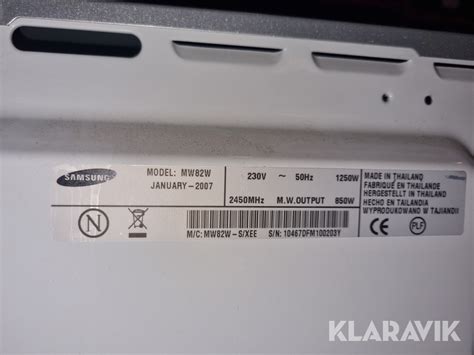 SAMSUNG
MODEL: MW82W
JANUARY-2007
230V ~ 50Hz 1250W
2450MHz M.W.OUTPUT 850W
MADE IN THAILAND
FABRIQUÉ EN THAILANDE
HERGESTELLT IN THAILAND
HECHO EN TAILANDIA
WYPRODUKOWANO W TAJLANDII
N
M/C: MW82W-S/XEE S/N: 10467DFM100203Y
CE PLF
KLARAVIK